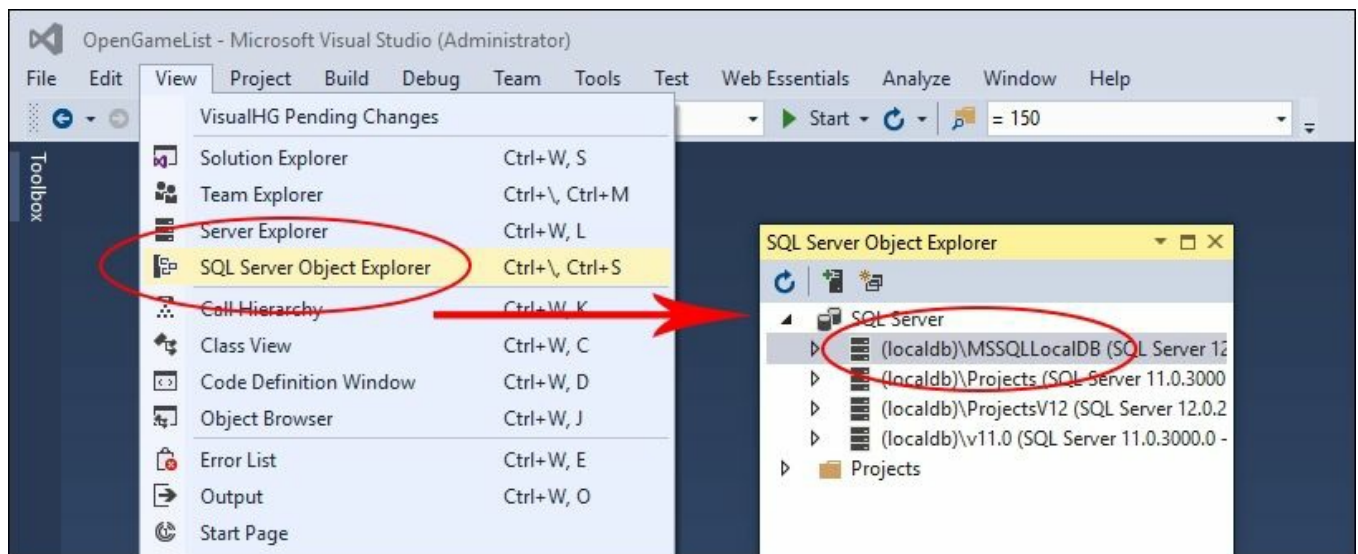 OpenGameList - Microsoft Visual Studio (Administrator)
File Edit View Project Build Debug Team Tools Test Web Essentials Analyze Window Help
Start = 150
Toolbox
VisualHG Pending Changes
Solution Explorer Ctrl+W, S
Team Explorer Ctrl+\, Ctrl+M
Server Explorer Ctrl+W, L
SQL Server Object Explorer Ctrl+\, Ctrl+S
Call Hierarchy Ctrl+W, K
Class View Ctrl+W, C
Code Definition Window Ctrl+W, D
Object Browser Ctrl+W, J
Error List Ctrl+W, E
Output Ctrl+W, O
Start Page
SQL Server Object Explorer
SQL Server
(localdb)\MSSQLLocalDB (SQL Server 12
(localdb)\Projects (SQL Server 11.0.3000
(localdb)\ProjectsV12 (SQL Server 12.0.2
(localdb)\v11.0 (SQL Server 11.0.3000.0 -
Projects